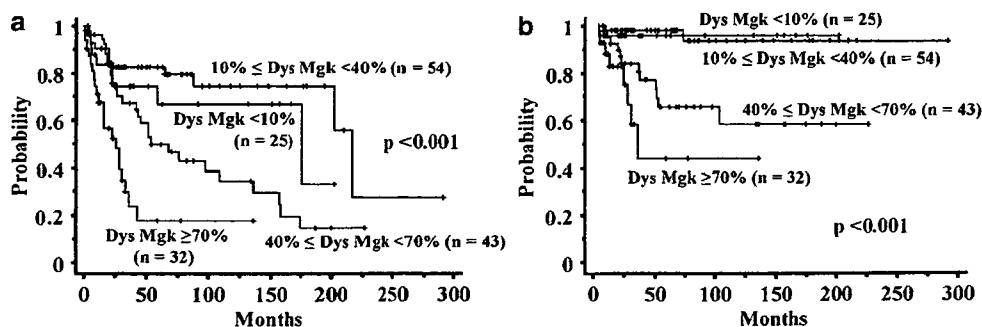 a
1
0.8
0.6
0.4
0.2
0
Probability
10% ≤ Dys Mgk <40% (n = 54)
Dys Mgk <10%
(n = 25)
p <0.001
Dys Mgk ≥70%
(n = 32)
40% ≤ Dys Mgk <70% (n = 43)
0 50 100 150 200 250 300
Months
b
1
0.8
0.6
0.4
0.2
0
Probability
Dys Mgk <10% (n = 25)
10% ≤ Dys Mgk <40% (n = 54)
40% ≤ Dys Mgk <70% (n = 43)
Dys Mgk ≥70% (n = 32)
p <0.001
0 50 100 150 200 250 300
Months